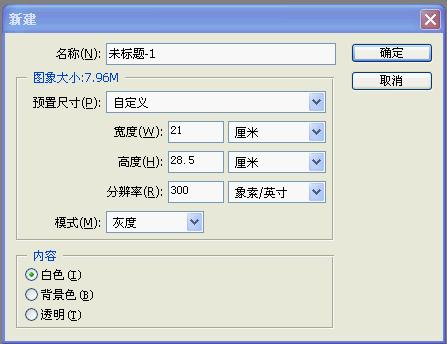 新建
名称(N): 未标题-1
确定
图象大小:7.96M
取消
预置尺寸(P): 自定义
宽度(W): 21 厘米
高度(H): 28.5 厘米
分辨率(R): 300 象素/英寸
模式(M): 灰度
内容
白色(I)
背景色(B)
透明(T)